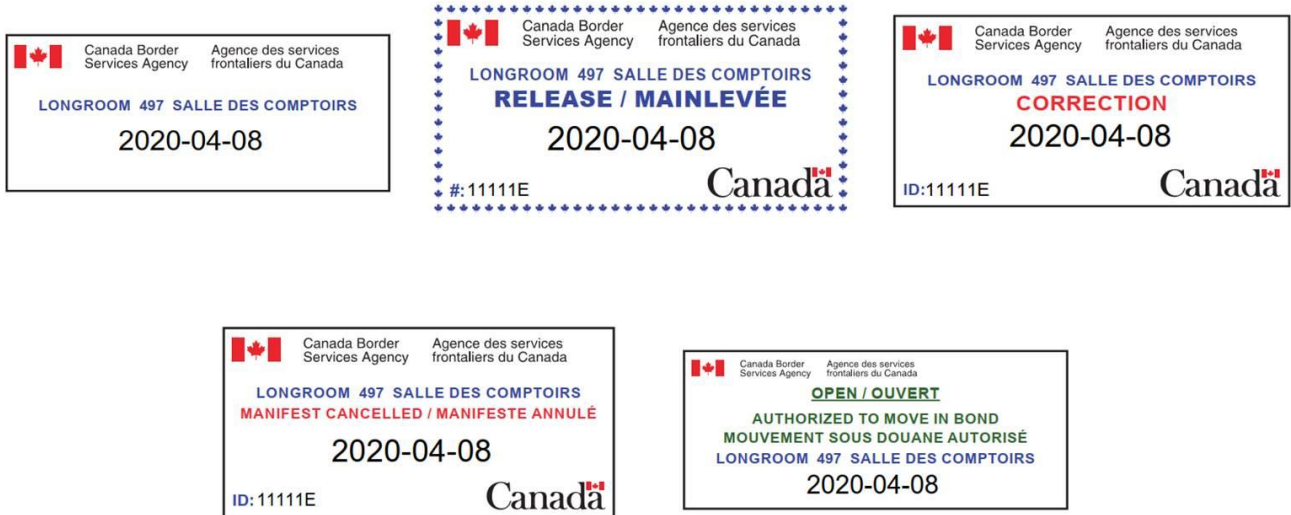 Canada Border Agence des services
Services Agency frontaliers du Canada
LONGROOM 497 SALLE DES COMPTOIRS
2020-04-08
Canada Border Agence des services
Services Agency frontaliers du Canada
LONGROOM 497 SALLE DES COMPTOIRS
RELEASE / MAINLEVÉE
2020-04-08
#: 11111E Canada
Canada Border Agence des services
Services Agency frontaliers du Canada
LONGROOM 497 SALLE DES COMPTOIRS
CORRECTION
2020-04-08
ID:11111E Canada
Canada Border Agence des services
Services Agency frontaliers du Canada
LONGROOM 497 SALLE DES COMPTOIRS
MANIFEST CANCELLED / MANIFESTE ANNULÉ
2020-04-08
ID: 11111E Canada
Canada Border Agence des services
Services Agency frontaliers du Canada
OPEN / OUVERT
AUTHORIZED TO MOVE IN BOND
MOUVEMENT SOUS DOUANE AUTORISÉ
LONGROOM 497 SALLE DES COMPTOIRS
2020-04-08